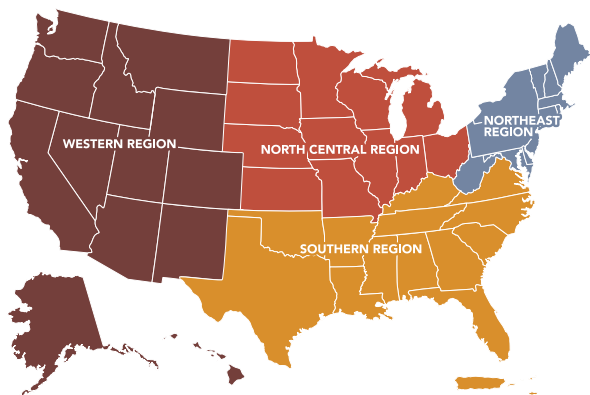 WESTERN REGION
NORTH CENTRAL REGION
NORTHEAST
REGION
SOUTHERN REGION